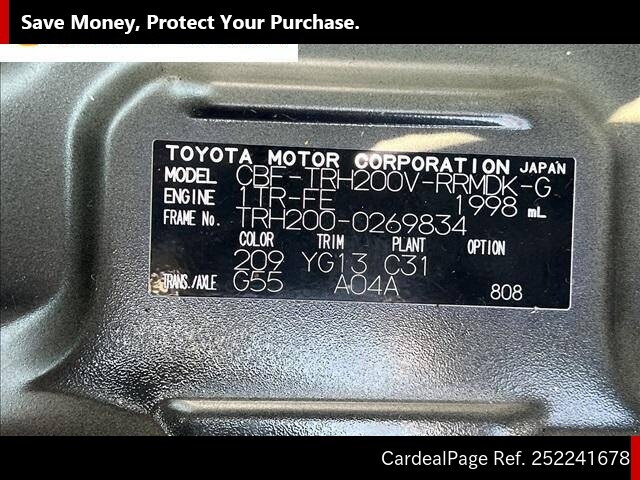 Save Money, Protect Your Purchase.
TOYOTA MOTOR CORPORATION JAPAN
MODEL CBF-TRH200V-RRMDK-G
ENGINE 1TR-FE 1998 mL
FRAME NO. TRH200-0269834
COLOR TRIM PLANT OPTION
209 YG13 C31
TRANS./AXLE G55 A04A 808
CardealPage Ref. 252241678